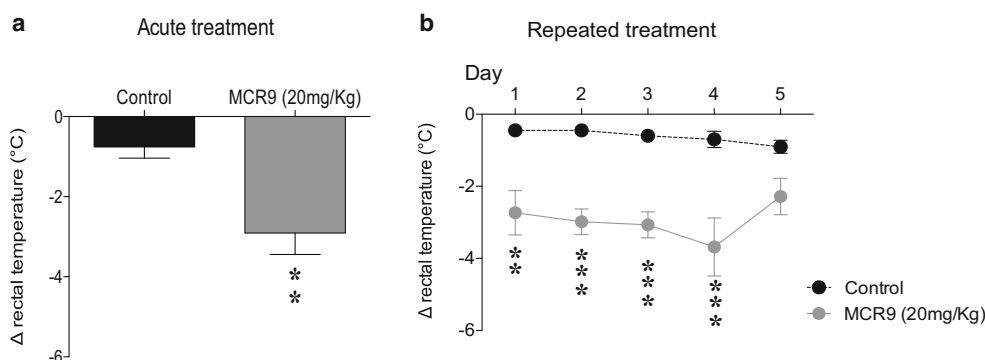 a
Acute treatment
Control MCR9 (20mg/Kg)
0
-2
-4
-6
Δ rectal temperature (°C)
*
*
b
Repeated treatment
Day
1 2 3 4 5
0
-2
-4
-6
Δ rectal temperature (°C)
**
***
***
***
Control
MCR9 (20mg/Kg)